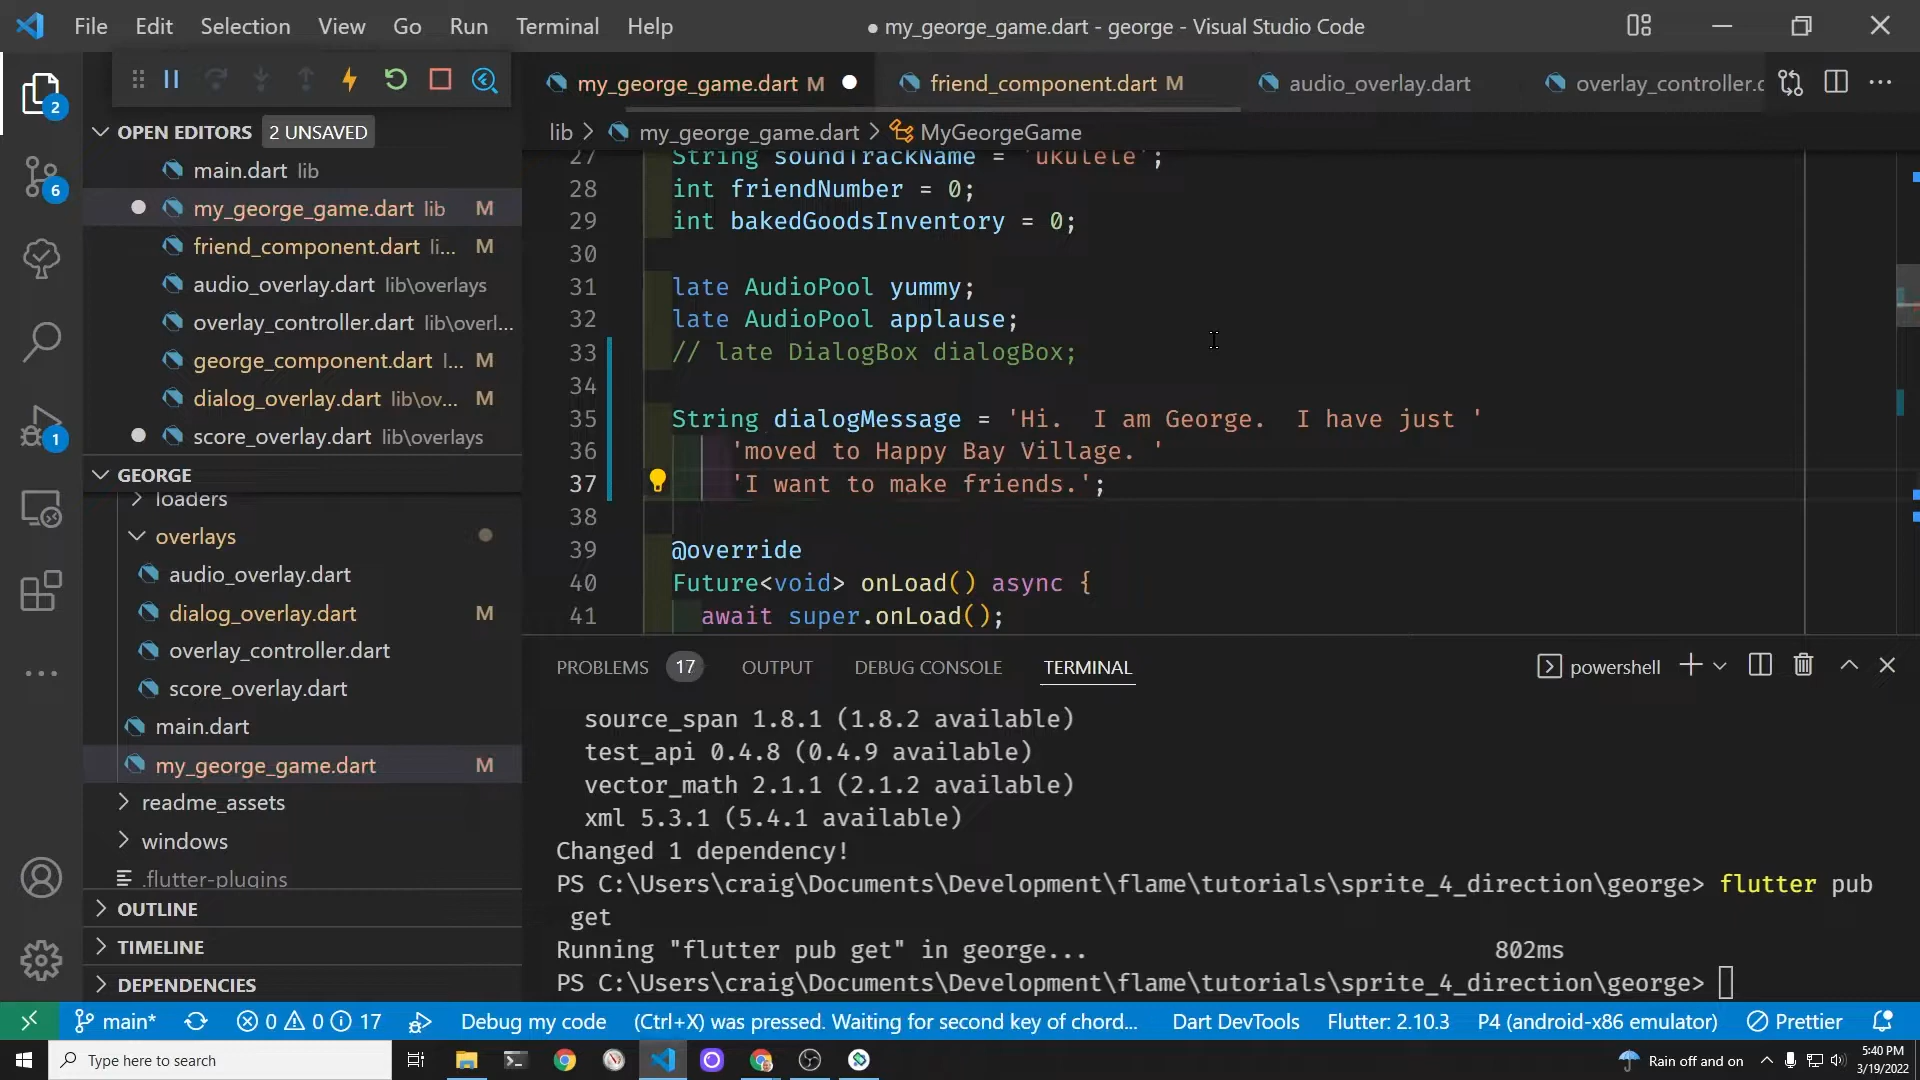 File Edit Selection View Go Run Terminal Help
● my_george_game.dart - george - Visual Studio Code
my_george_game.dart M
friend_component.dart M
audio_overlay.dart
overlay_controller.d
2
OPEN EDITORS
2 UNSAVED
lib > my_george_game.dart > MyGeorgeGame
main.dart lib
my_george_game.dart lib M
friend_component.dart li... M
audio_overlay.dart lib\overlays
overlay_controller.dart lib\overl...
george_component.dart l... M
dialog_overlay.dart lib\ov... M
score_overlay.dart lib\overlays
6
1
GEORGE
loaders
overlays
audio_overlay.dart
dialog_overlay.dart M
overlay_controller.dart
score_overlay.dart
main.dart
my_george_game.dart M
readme_assets
windows
.flutter-plugins
OUTLINE
TIMELINE
DEPENDENCIES
27 String soundTrackName = 'ukulele';
28 int friendNumber = 0;
29 int bakedGoodsInventory = 0;
30
31 late AudioPool yummy;
32 late AudioPool applause;
33 // late DialogBox dialogBox;
34
35 String dialogMessage = 'Hi.  I am George.  I have just '
36 'moved to Happy Bay Village. '
37 'I want to make friends.';
38
39 @override
40 Future<void> onLoad() async {
41 await super.onLoad();
PROBLEMS 17 OUTPUT DEBUG CONSOLE TERMINAL
powershell
source_span 1.8.1 (1.8.2 available)
test_api 0.4.8 (0.4.9 available)
vector_math 2.1.1 (2.1.2 available)
xml 5.3.1 (5.4.1 available)
Changed 1 dependency!
PS C:\Users\craig\Documents\Development\flame\tutorials\sprite_4_direction\george> flutter pub
get
Running "flutter pub get" in george... 802ms
PS C:\Users\craig\Documents\Development\flame\tutorials\sprite_4_direction\george>
main* 0 0 17 Debug my code (Ctrl+X) was pressed. Waiting for second key of chord... Dart DevTools Flutter: 2.10.3 P4 (android-x86 emulator) Prettier
Type here to search
Rain off and on
5:40 PM
3/19/2022